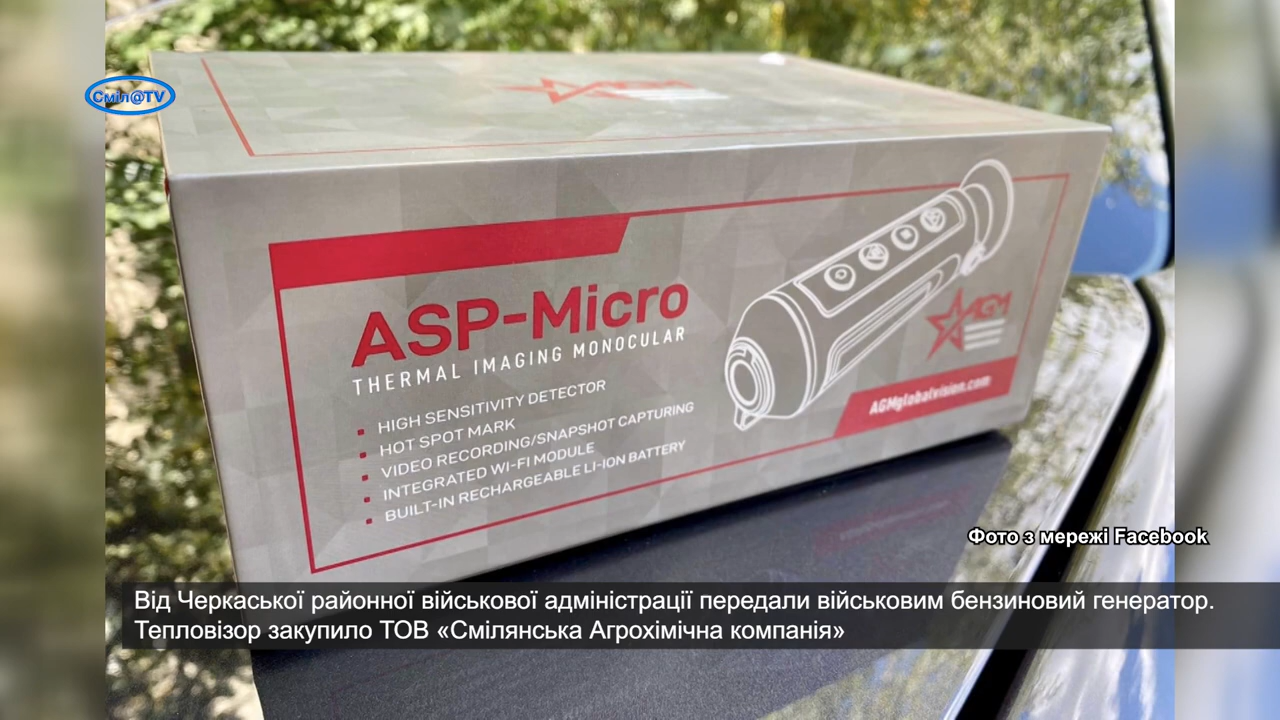 Сміл@TV
AGM
ASP-Micro
THERMAL IMAGING MONOCULAR
HIGH SENSITIVITY DETECTOR
HOT SPOT MARK
VIDEO RECORDING/SNAPSHOT CAPTURING
INTEGRATED WI-FI MODULE
BUILT-IN RECHARGEABLE LI-ION BATTERY
AGM
AGMglobalvision.com
Фото з мережі Facebook
Від Черкаської районної військової адміністрації передали військовим бензиновий генератор.
Тепловізор закупило ТОВ «Смілянська Агрохімічна компанія»